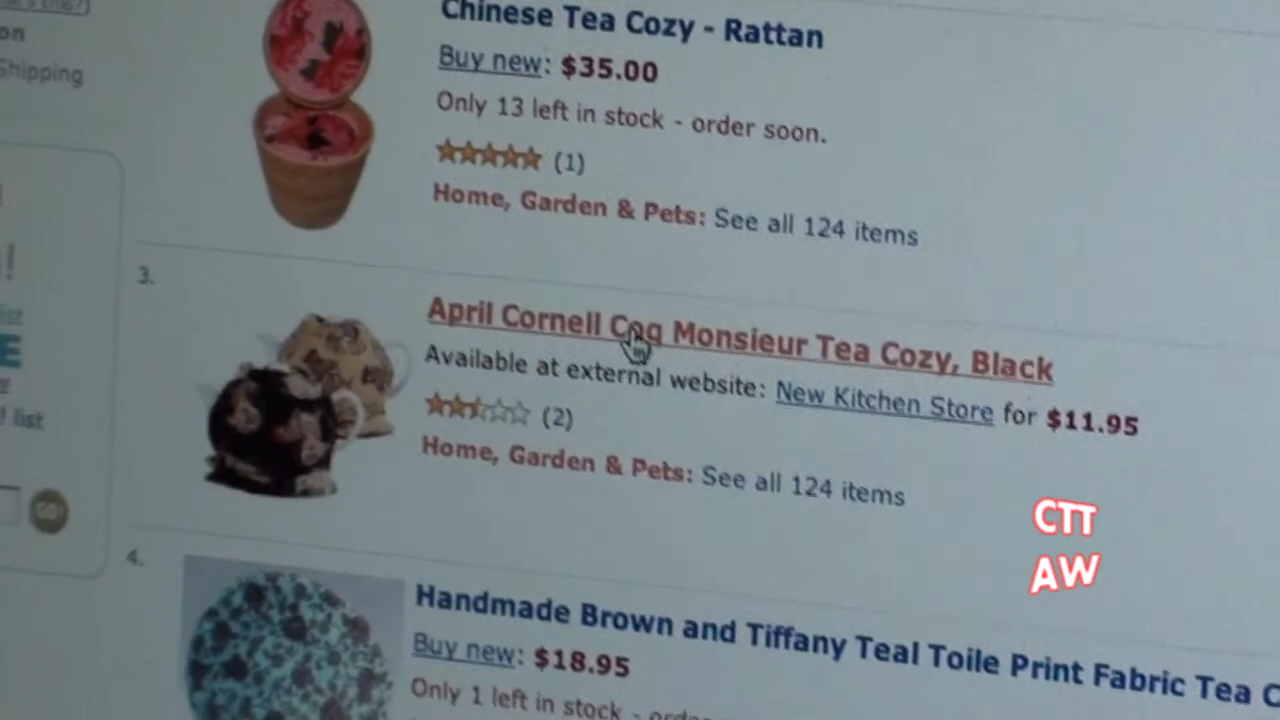 on
Shipping
Chinese Tea Cozy - Rattan
Buy new: $35.00
Only 13 left in stock - order soon.
(1)
Home, Garden & Pets: See all 124 items
3.
April Cornell Coq Monsieur Tea Cozy, Black
Available at external website: New Kitchen Store for $11.95
(2)
Home, Garden & Pets: See all 124 items
! list
GO!
CTT
AW
4.
Handmade Brown and Tiffany Teal Toile Print Fabric Tea C
Buy new: $18.95
Only 1 left in stock - order